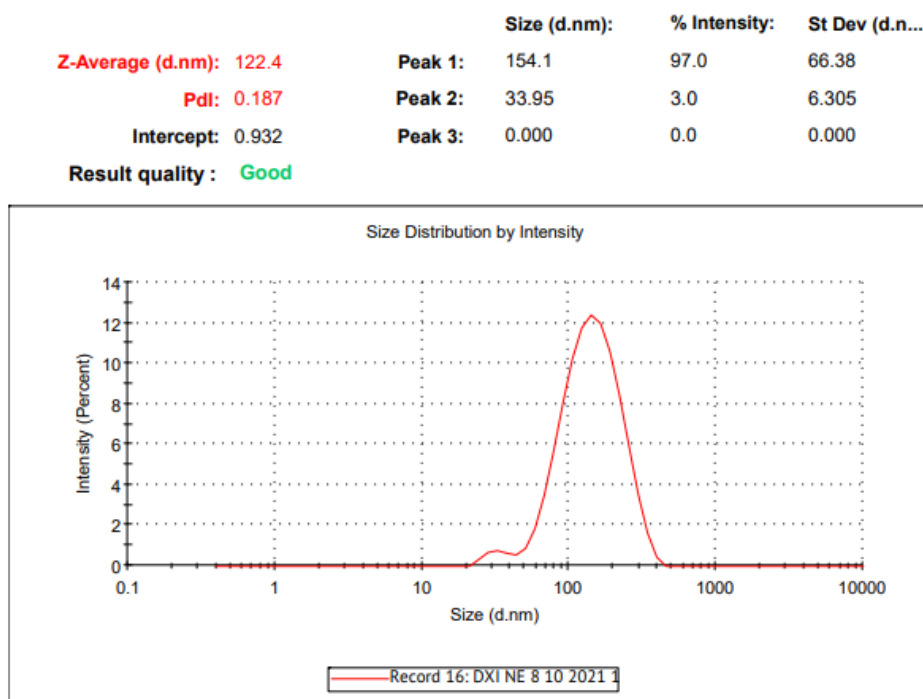 Size (d.nm): % Intensity: St Dev (d.n...
Z-Average (d.nm): 122.4 Peak 1: 154.1 97.0 66.38
PdI: 0.187 Peak 2: 33.95 3.0 6.305
Intercept: 0.932 Peak 3: 0.000 0.0 0.000
Result quality : Good
Size Distribution by Intensity
14
12
10
8
6
4
2
0
Intensity (Percent)
0.1 1 10 100 1000 10000
Size (d.nm)
Record 16: DXI NE 8 10 2021 1